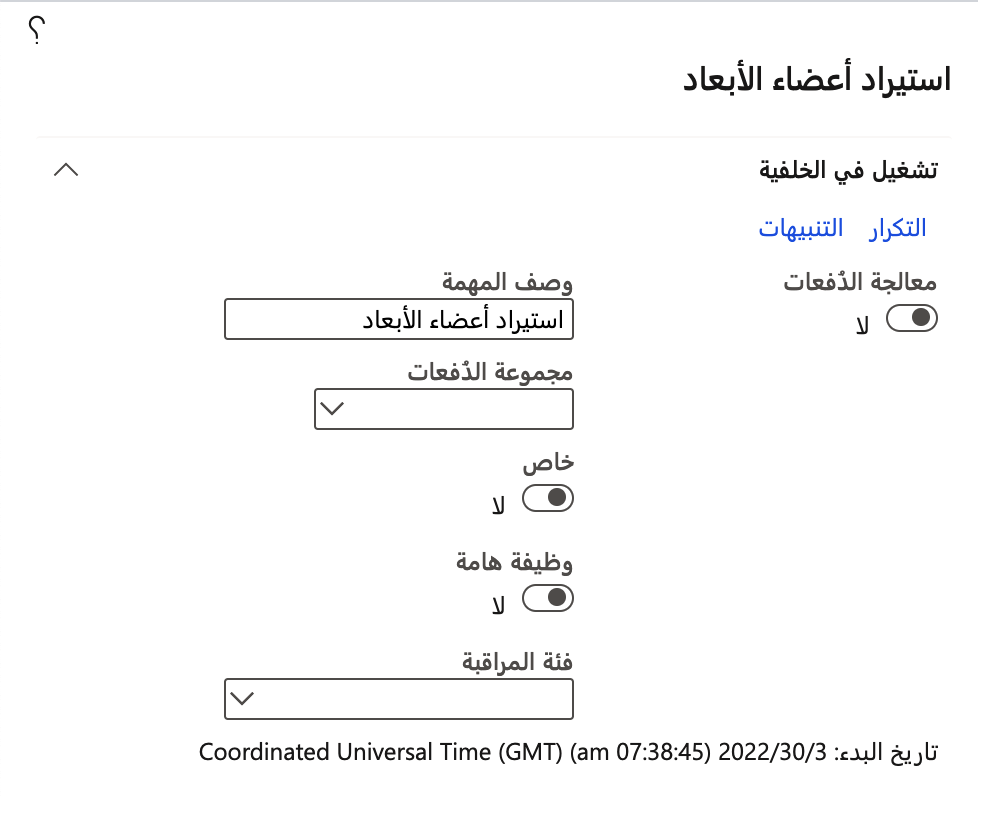 ؟
استيراد أعضاء الأبعاد
تشغيل في الخلفية
التكرار التنبيهات
معالجة الدُفعات
لا
وصف المهمة
استيراد أعضاء الأبعاد
مجموعة الدُفعات
خاص
لا
وظيفة هامة
لا
فئة المراقبة
تاريخ البدء: 2022/30/3 (07:38:45 am) Coordinated Universal Time (GMT)